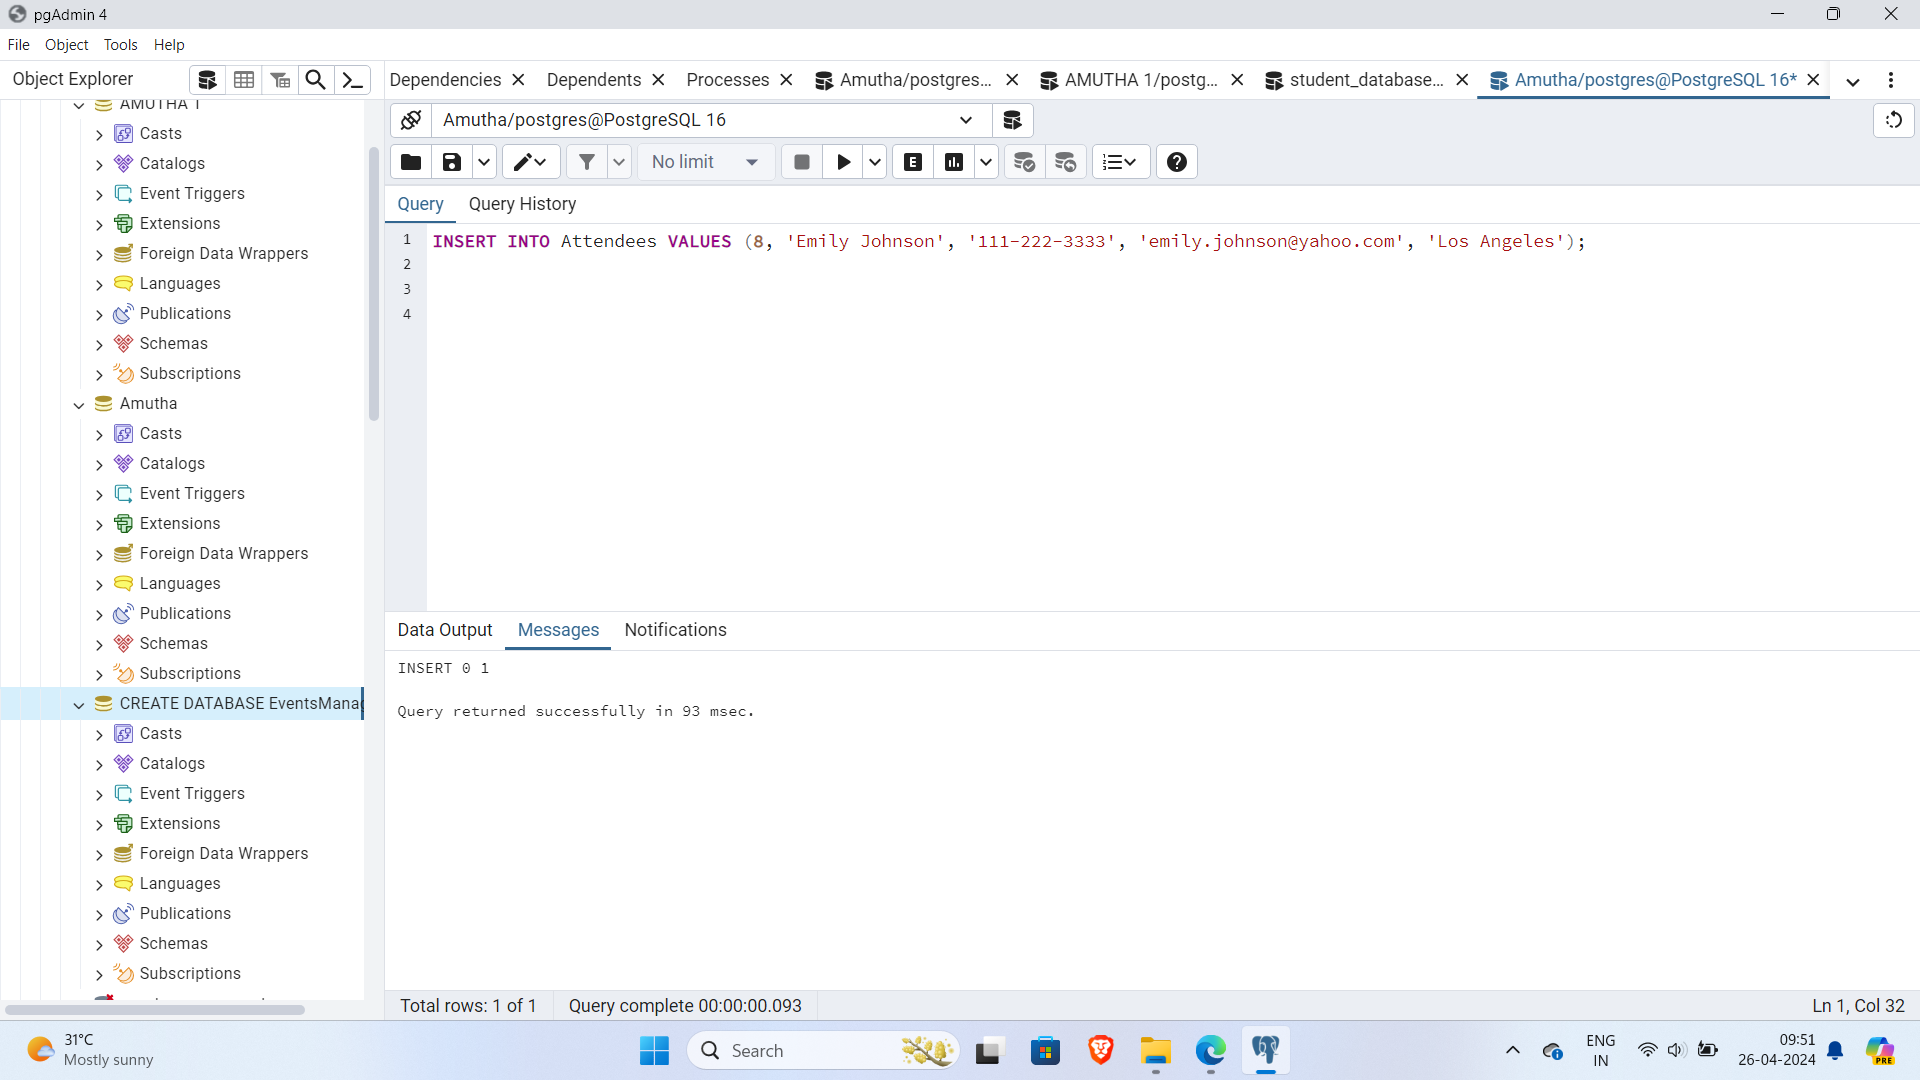 pgAdmin 4
File Object Tools Help
Object Explorer
Dependencies Dependents Processes Amutha/postgres... AMUTHA 1/postg... student_database... Amutha/postgres@PostgreSQL 16*
AMUTHA 1
Casts
Catalogs
Event Triggers
Extensions
Foreign Data Wrappers
Languages
Publications
Schemas
Subscriptions
Amutha
Casts
Catalogs
Event Triggers
Extensions
Foreign Data Wrappers
Languages
Publications
Schemas
Subscriptions
CREATE DATABASE EventsManag
Casts
Catalogs
Event Triggers
Extensions
Foreign Data Wrappers
Languages
Publications
Schemas
Subscriptions
Amutha/postgres@PostgreSQL 16
No limit
E
Query Query History
1 INSERT INTO Attendees VALUES (8, 'Emily Johnson', '111-222-3333', 'emily.johnson@yahoo.com', 'Los Angeles');
2
3
4
Data Output Messages Notifications
INSERT 0 1
Query returned successfully in 93 msec.
Total rows: 1 of 1 Query complete 00:00:00.093 Ln 1, Col 32
31°C
Mostly sunny
Search
ENG
IN
09:51
26-04-2024
PRE